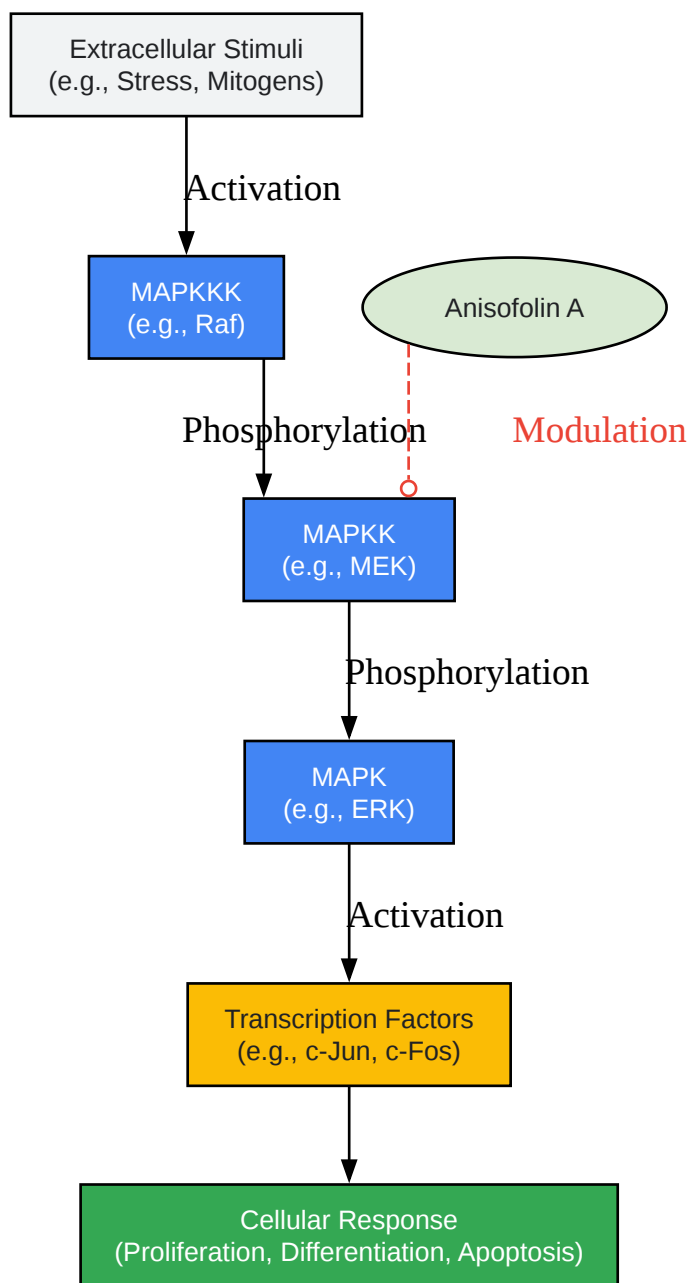 Extracellular Stimuli
(e.g., Stress, Mitogens)
Activation
MAPKKK
(e.g., Raf)
Anisofolin A
Phosphorylation
Modulation
MAPKK
(e.g., MEK)
Phosphorylation
MAPK
(e.g., ERK)
Activation
Transcription Factors
(e.g., c-Jun, c-Fos)
Cellular Response
(Proliferation, Differentiation, Apoptosis)